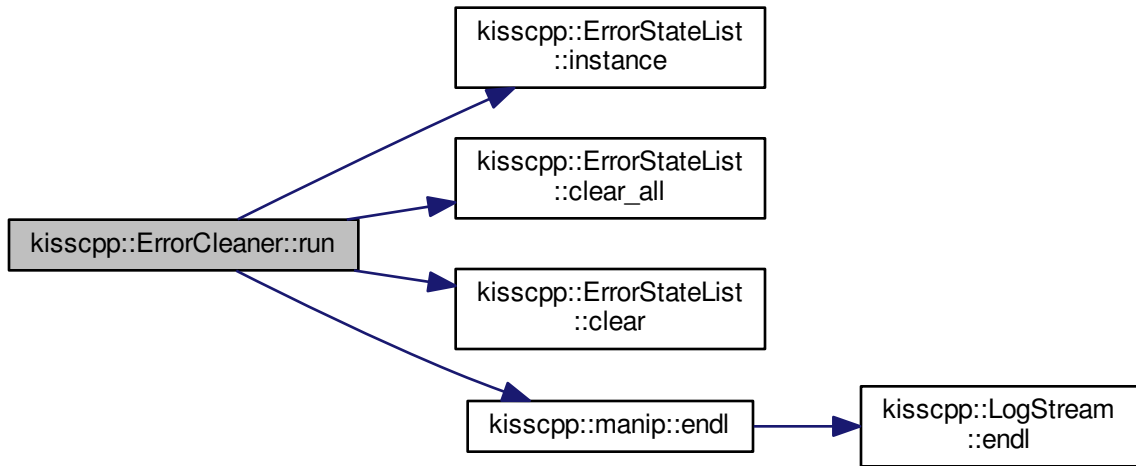 kisscpp::ErrorStateList
::instance
kisscpp::ErrorStateList
::clear_all
kisscpp::ErrorCleaner::run
kisscpp::ErrorStateList
::clear
kisscpp::manip::endl
kisscpp::LogStream
::endl